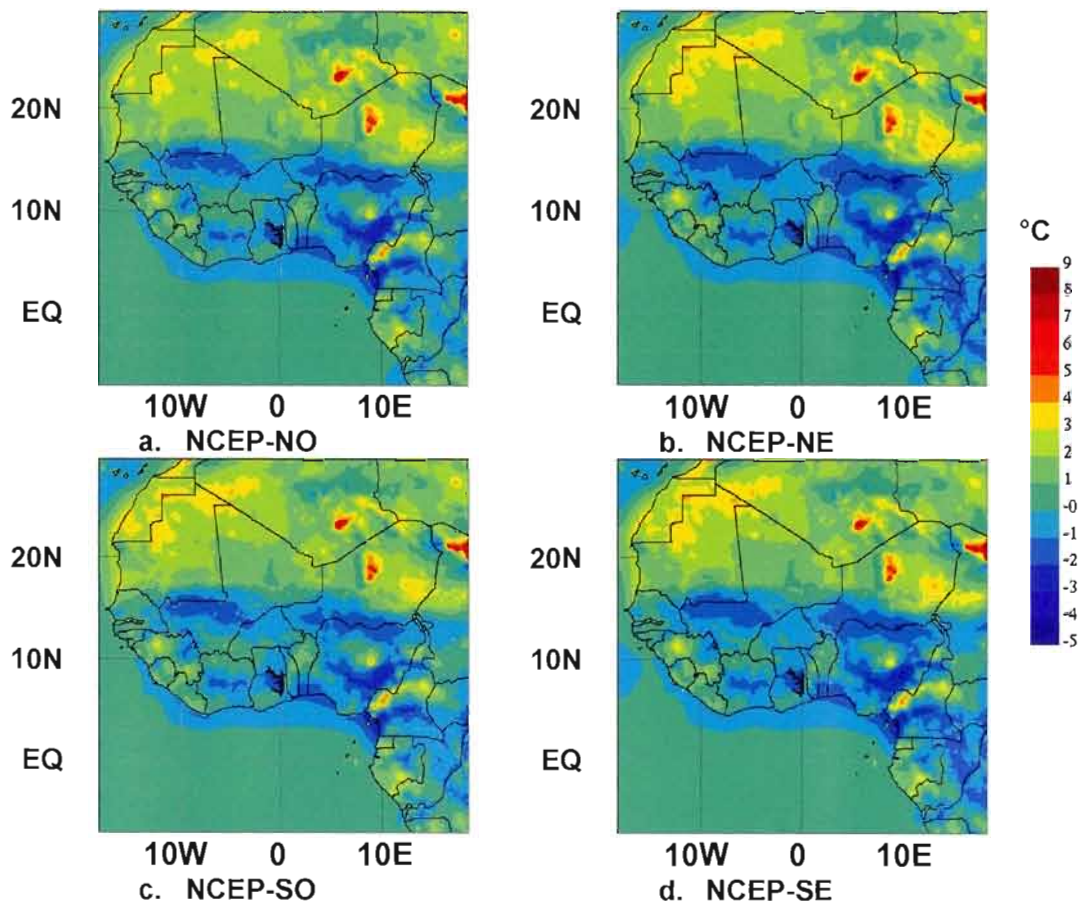 20N
10N
EQ
10W 0 10E
a. NCEP-NO
20N
10N
EQ
10W 0 10E
b. NCEP-NE
20N
10N
EQ
10W 0 10E
c. NCEP-SO
20N
10N
EQ
10W 0 10E
d. NCEP-SE
°C
9
8
7
6
5
4
3
2
1
-0
-1
-2
-3
-4
-5